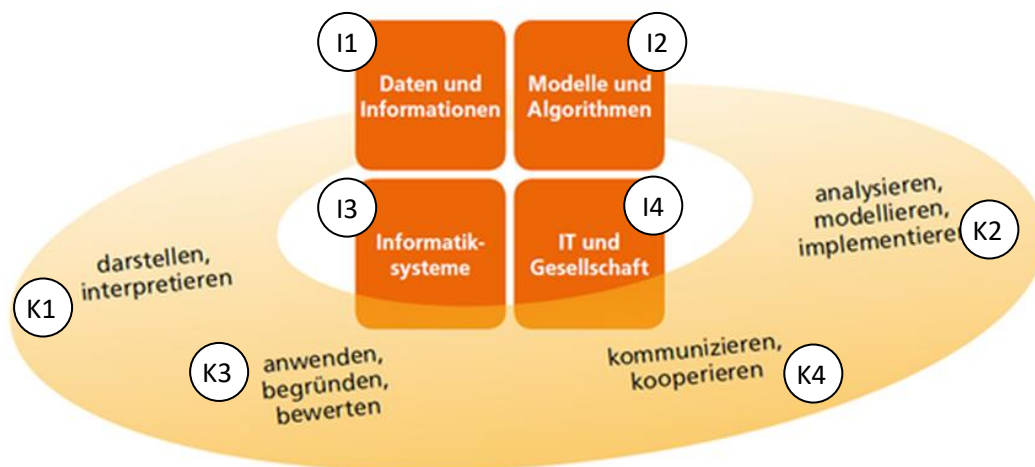 I1
Daten und
Informationen
I2
Modelle und
Algorithmen
I3
Informatik-
systeme
I4
IT und
Gesellschaft
K1
darstellen,
interpretieren
K2
analysieren,
modellieren,
implementieren
K3
anwenden,
begründen,
bewerten
K4
kommunizieren,
kooperieren